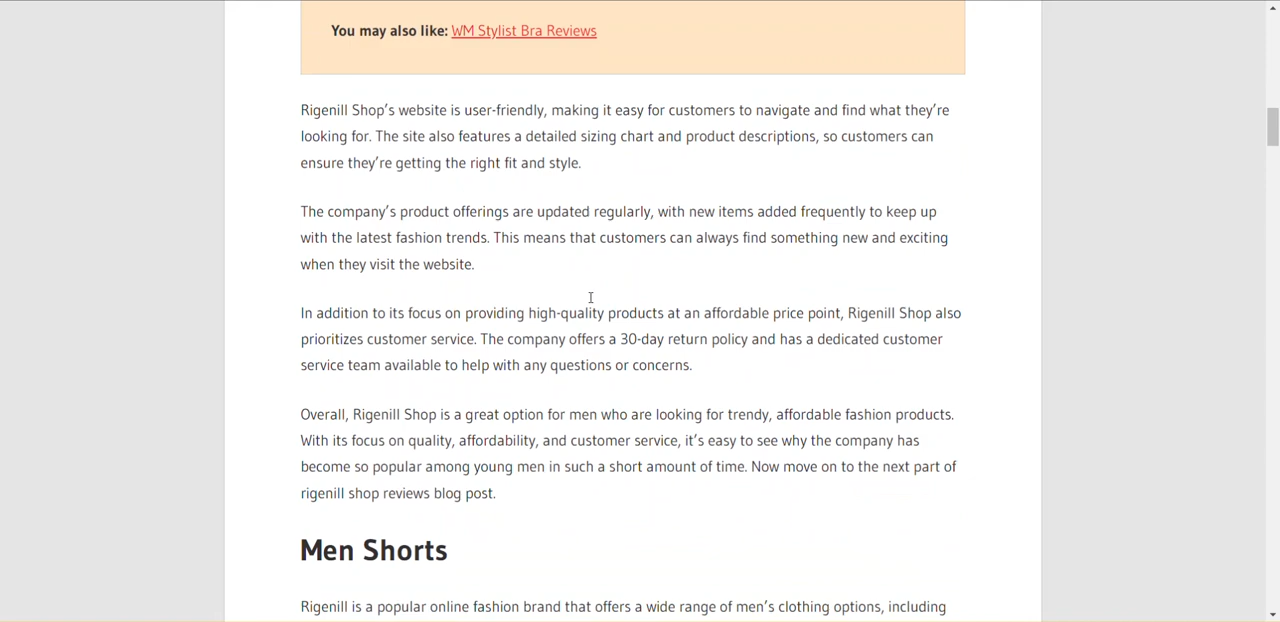 You may also like: WM Stylist Bra Reviews
Rigenill Shop’s website is user-friendly, making it easy for customers to navigate and find what they’re
looking for. The site also features a detailed sizing chart and product descriptions, so customers can
ensure they’re getting the right fit and style.
The company’s product offerings are updated regularly, with new items added frequently to keep up
with the latest fashion trends. This means that customers can always find something new and exciting
when they visit the website.
In addition to its focus on providing high-quality products at an affordable price point, Rigenill Shop also
prioritizes customer service. The company offers a 30-day return policy and has a dedicated customer
service team available to help with any questions or concerns.
Overall, Rigenill Shop is a great option for men who are looking for trendy, affordable fashion products.
With its focus on quality, affordability, and customer service, it’s easy to see why the company has
become so popular among young men in such a short amount of time. Now move on to the next part of
rigenill shop reviews blog post.
Men Shorts
Rigenill is a popular online fashion brand that offers a wide range of men’s clothing options, including